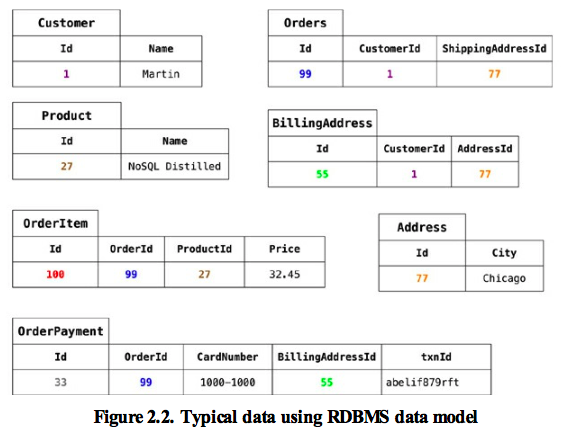 Customer
Id Name
1 Martin
Orders
Id CustomerId ShippingAddressId
99 1 77
Product
Id Name
27 NoSQL Distilled
BillingAddress
Id CustomerId AddressId
55 1 77
OrderItem
Id OrderId ProductId Price
100 99 27 32.45
Address
Id City
77 Chicago
OrderPayment
Id OrderId CardNumber BillingAddressId txnId
33 99 1000-1000 55 abelif879rft
Figure 2.2. Typical data using RDBMS data model